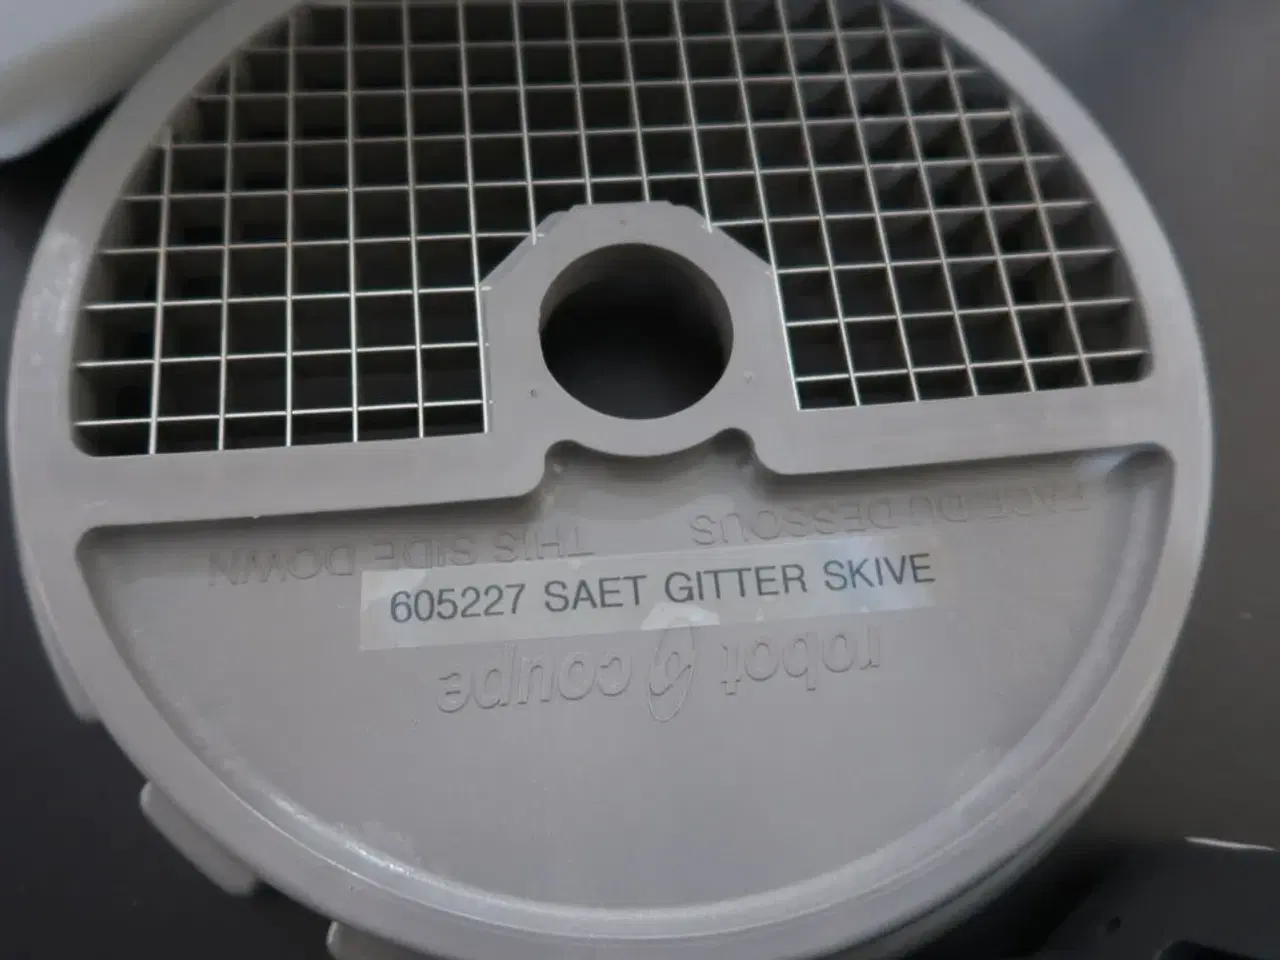 THIS SIDE DOWN
FACE DU DESSOUS
605227 SAET GITTER SKIVE
robot coupe